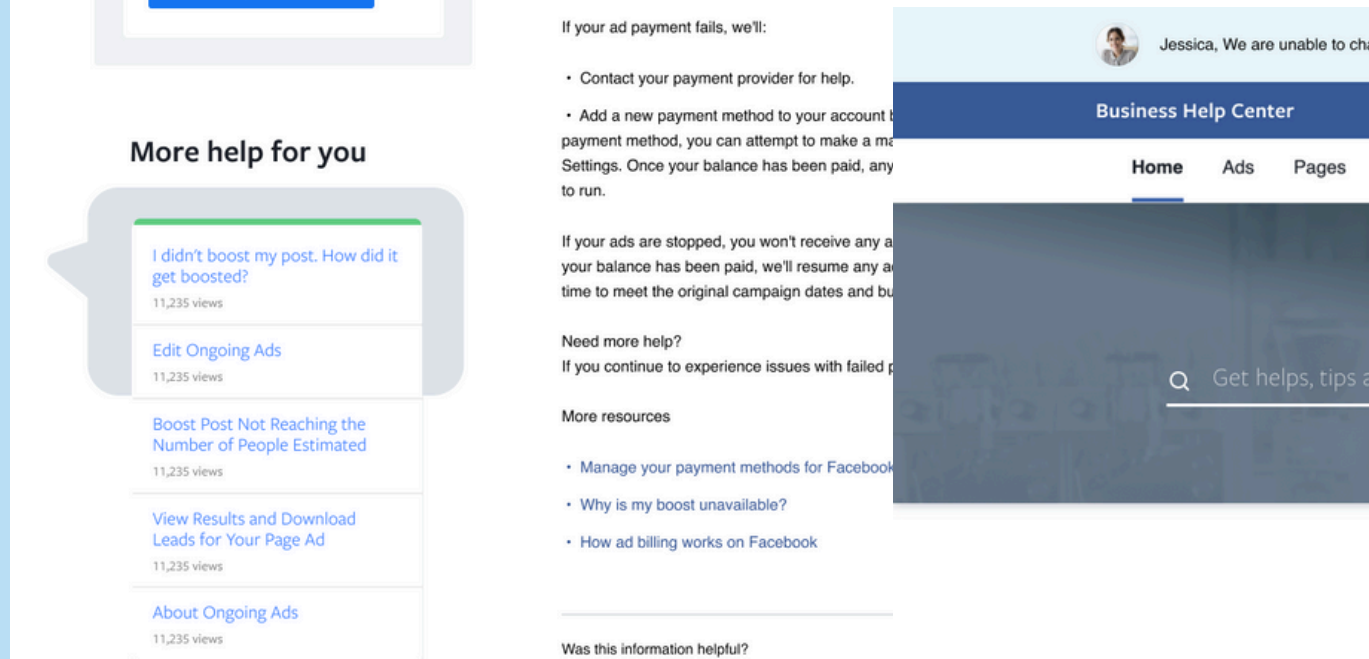 More help for you
I didn't boost my post. How did it
get boosted?
11,235 views
Edit Ongoing Ads
11,235 views
Boost Post Not Reaching the
Number of People Estimated
11,235 views
View Results and Download
Leads for Your Page Ad
11,235 views
About Ongoing Ads
11,235 views
If your ad payment fails, we'll:
• Contact your payment provider for help.
• Add a new payment method to your account
payment method, you can attempt to make a
Settings. Once your balance has been paid, any
to run.
If your ads are stopped, you won't receive any
your balance has been paid, we'll resume any
time to meet the original campaign dates and
Need more help?
If you continue to experience issues with failed
More resources
• Manage your payment methods for Facebook
• Why is my boost unavailable?
• How ad billing works on Facebook
Was this information helpful?
Jessica, We are unable to
Business Help Center
Home Ads Pages
Get helps, tips